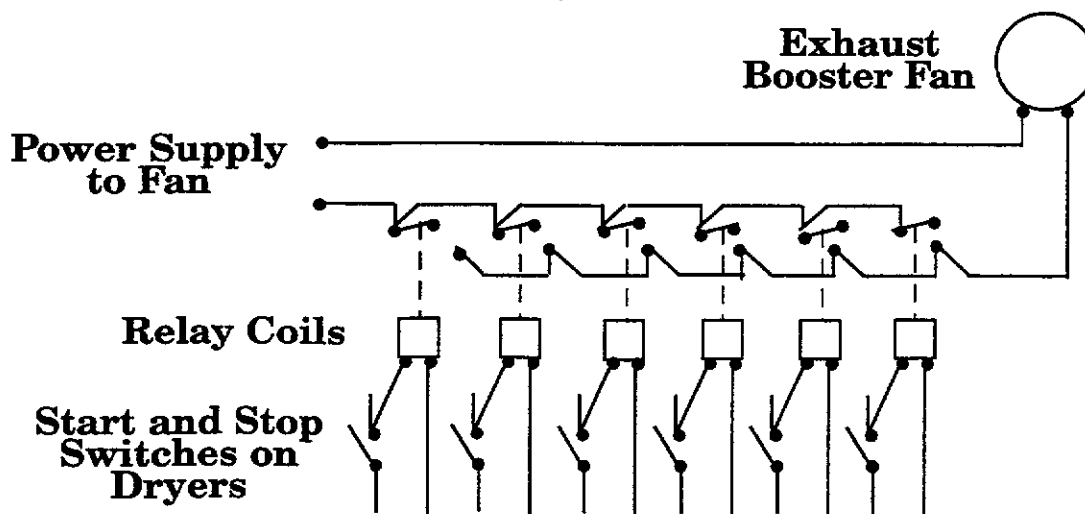 Exhaust
Booster Fan
Power Supply
to Fan
Relay Coils
Start and Stop
Switches on
Dryers